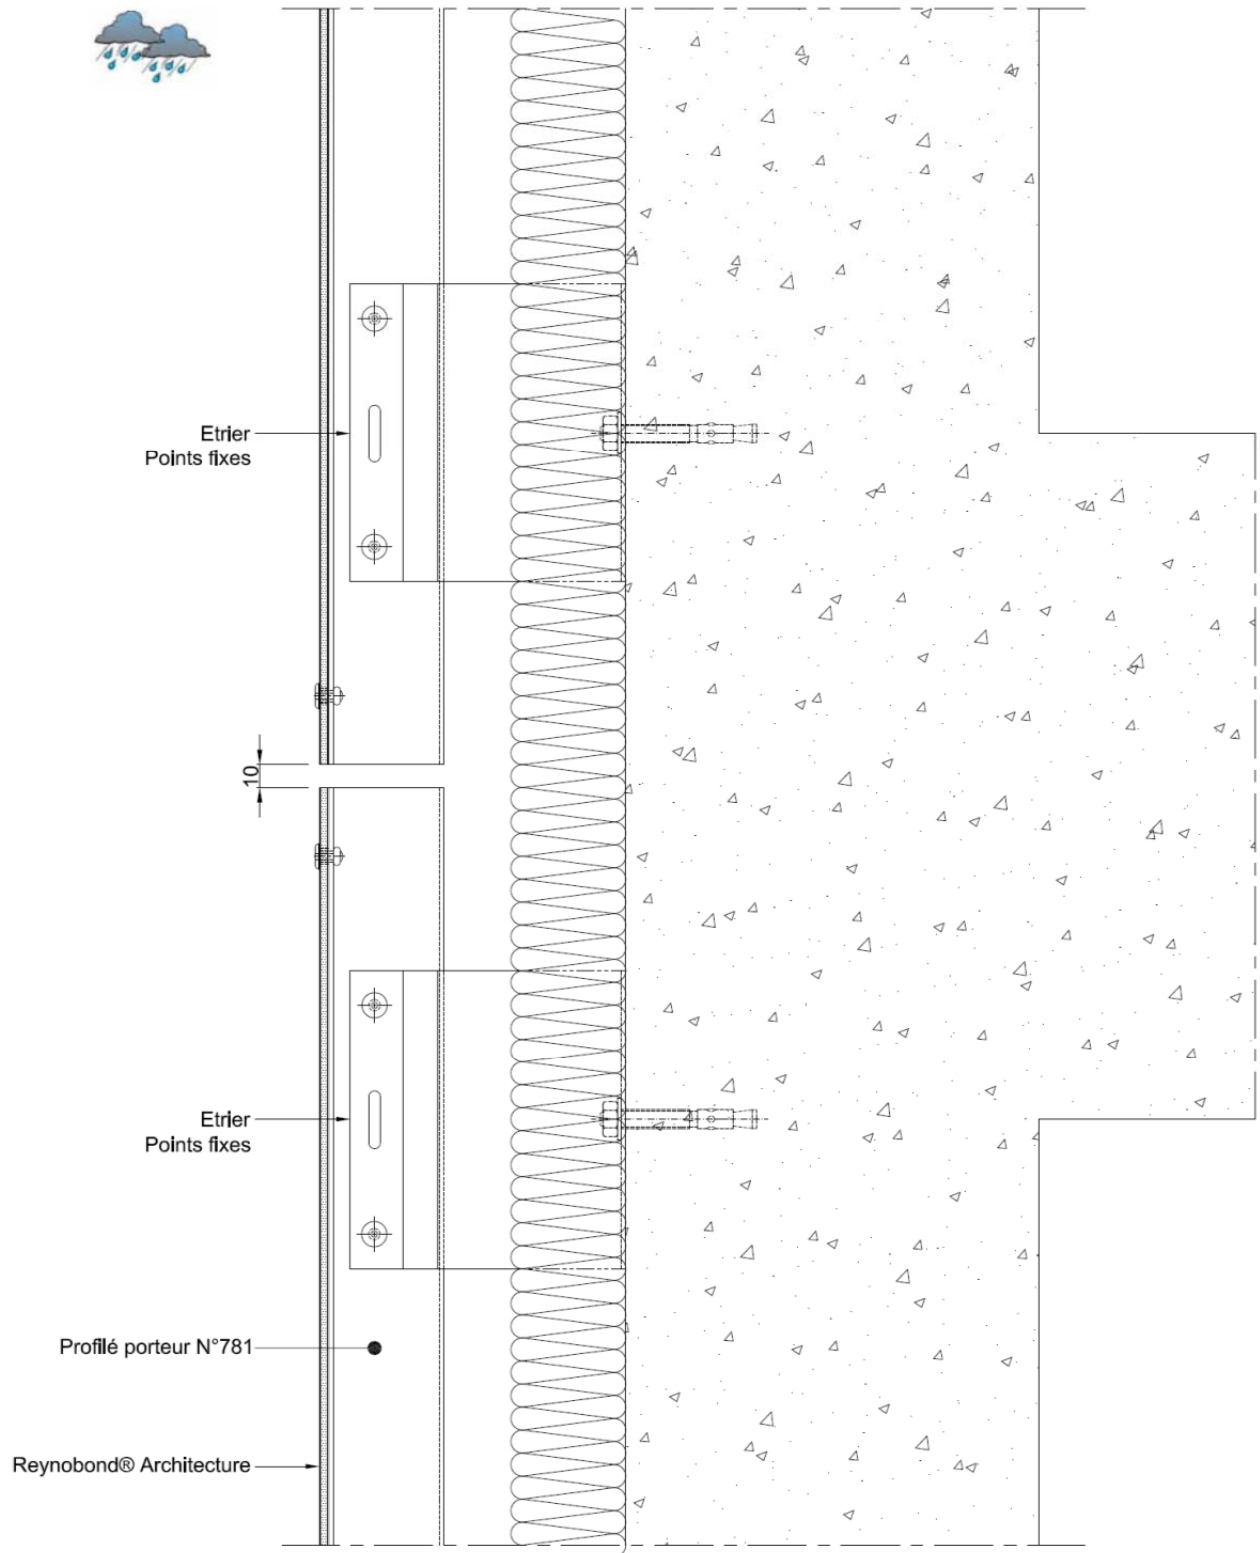 Etrier
Points fixes
10
Etrier
Points fixes
Profilé porteur N°781
Reynobond® Architecture